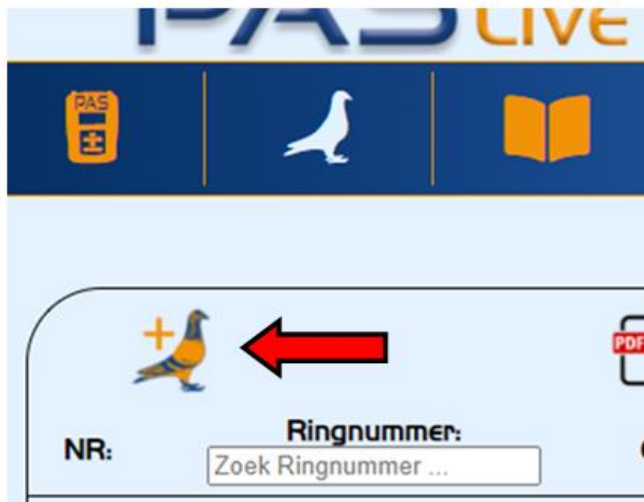 PAS LIVE
PAS
PDF
Ringnummer:
NR:
Zoek Ringnummer ...